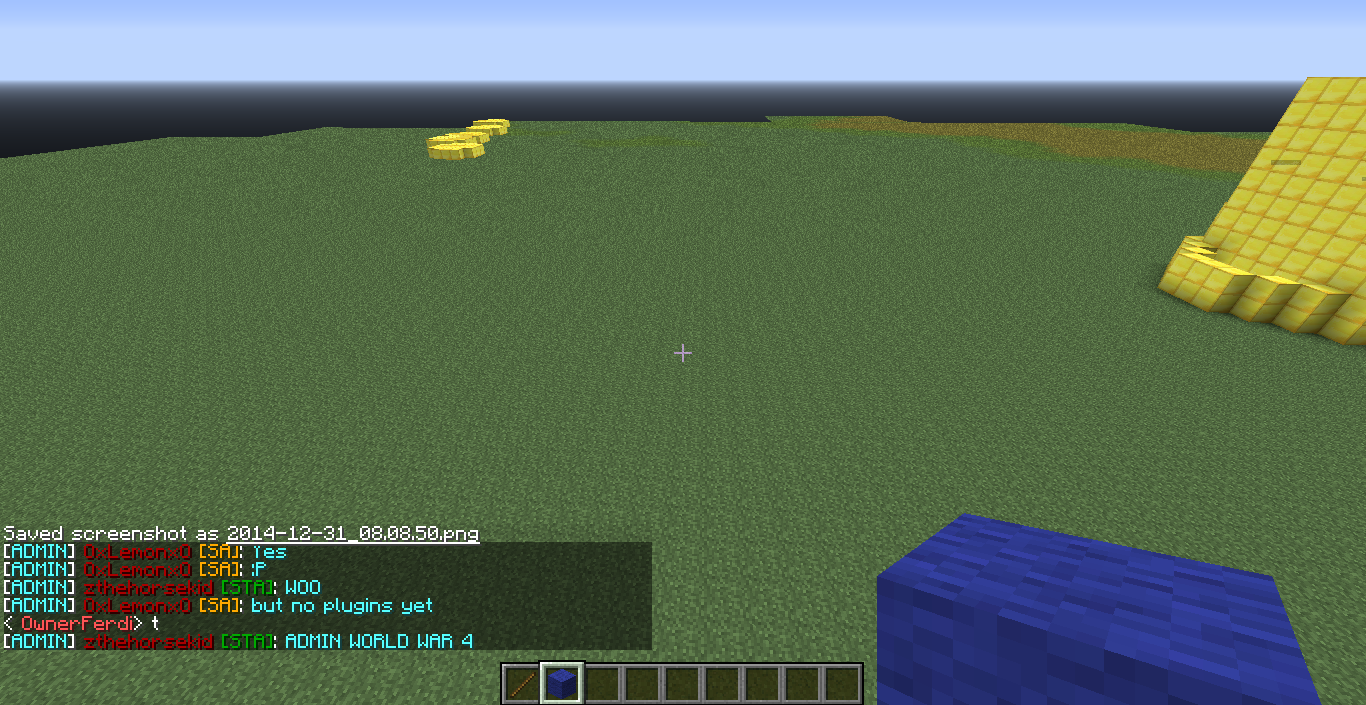 Saved screenshot as 2014-12-31_08.08.50.png
[ADMIN] 0xLemonx0 [SA]: Yes
[ADMIN] 0xLemonx0 [SA]: :P
[ADMIN] zthehorsekid [STA]: WOO
[ADMIN] 0xLemonx0 [SA]: but no plugins yet
< OwnerFerdi> t
[ADMIN] zthehorsekid [STA]: ADMIN WORLD WAR 4